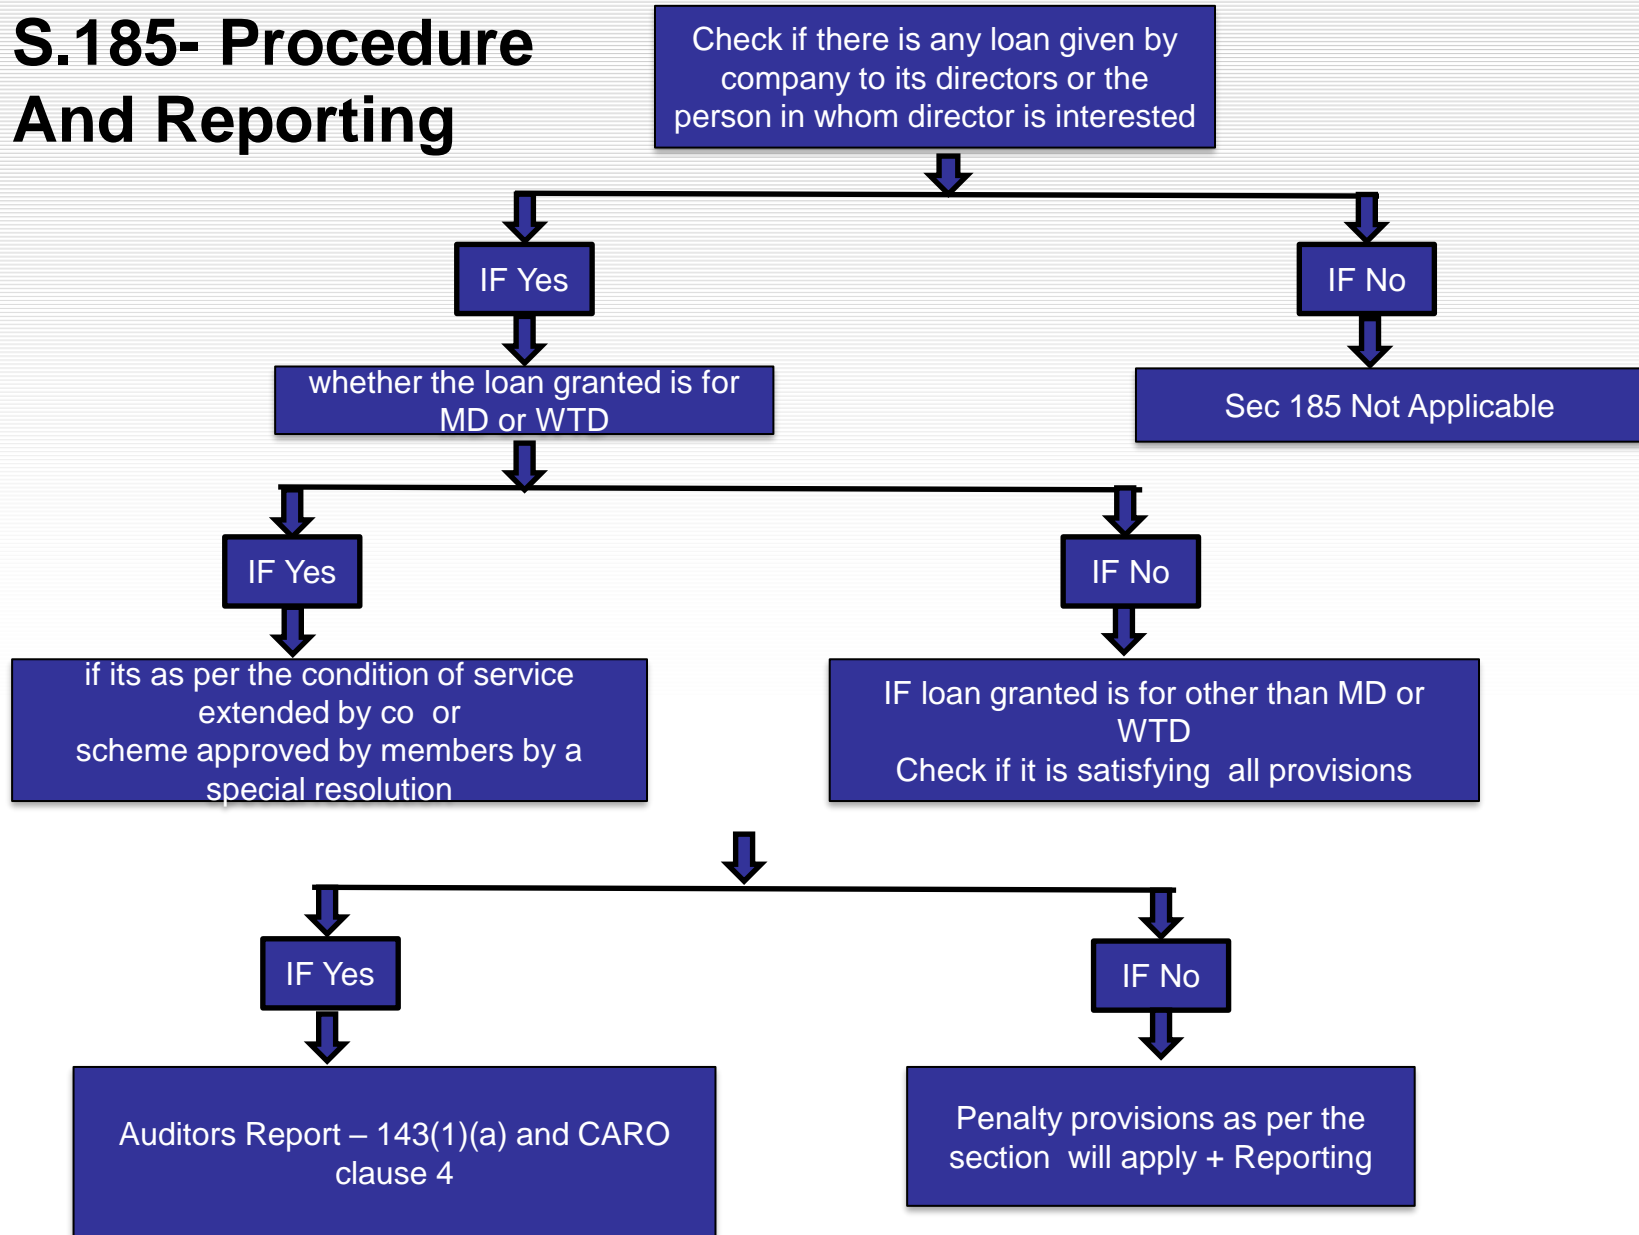 S.185- Procedure
And Reporting
Check if there is any loan given by
company to its directors or the
person in whom director is interested
IF Yes
IF No
whether the loan granted is for
MD or WTD
Sec 185 Not Applicable
IF Yes
IF No
if its as per the condition of service
extended by co or
scheme approved by members by a
special resolution
IF loan granted is for other than MD or
WTD
Check if it is satisfying all provisions
IF Yes
IF No
Auditors Report – 143(1)(a) and CARO
clause 4
Penalty provisions as per the
section will apply + Reporting